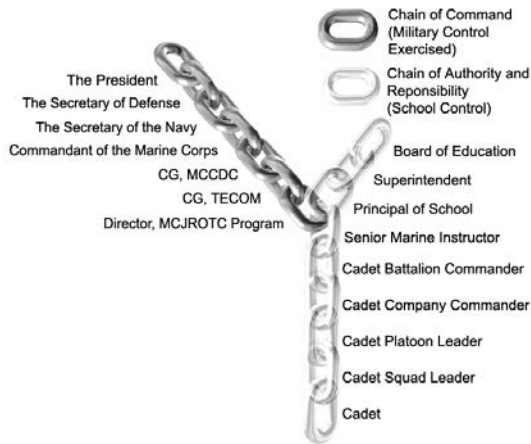 Chain of Command
(Military Control
Exercised)
Chain of Authority and
Reponsibility
(School Control)
The President
The Secretary of Defense
The Secretary of the Navy
Commandant of the Marine Corps
CG, MCCDC
CG, TECOM
Director, MCJROTC Program
Board of Education
Superintendent
Principal of School
Senior Marine Instructor
Cadet Battalion Commander
Cadet Company Commander
Cadet Platoon Leader
Cadet Squad Leader
Cadet